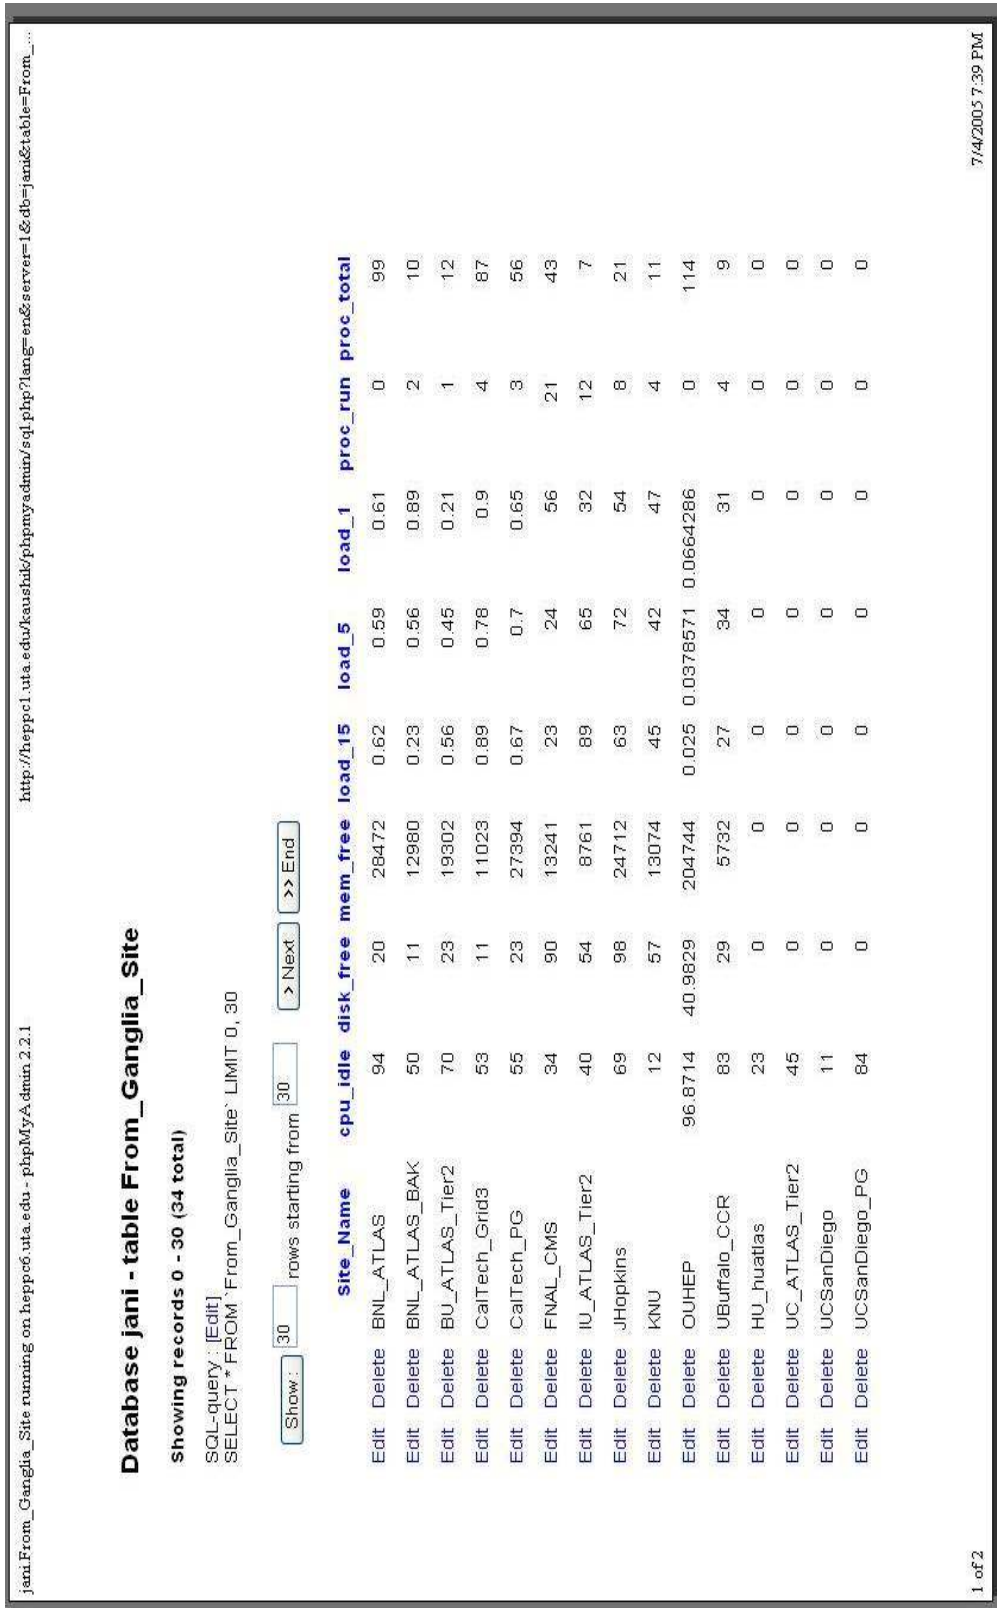 jani.From_Ganglia_Site running on heppc6.uta.edu - phpMyAdmin 2.2.1 http://heppc1.uta.edu/kaushik/phpmyadmin/sql.php?lang=en&server=1&db=jani&table=From_...
Database jani - table From_Ganglia_Site
Showing records 0 - 30 (34 total)
SQL-query : [Edit]
SELECT * FROM `From_Ganglia_Site` LIMIT 0, 30
Show : 30 rows starting from 30 > Next >> End
Site_Name cpu_idle disk_free mem_free load_15 load_5 load_1 proc_run proc_total
Edit Delete BNL_ATLAS 94 20 28472 0.62 0.59 0.61 0 99
Edit Delete BNL_ATLAS_BAK 50 11 12980 0.23 0.56 0.89 2 10
Edit Delete BU_ATLAS_Tier2 70 23 19302 0.56 0.45 0.21 1 12
Edit Delete CalTech_Grid3 53 11 11023 0.89 0.78 0.9 4 87
Edit Delete CalTech_PG 55 23 27394 0.67 0.7 0.65 3 56
Edit Delete FNAL_CMS 34 90 13241 23 24 56 21 43
Edit Delete IU_ATLAS_Tier2 40 54 8761 89 65 32 12 7
Edit Delete JHopkins 69 98 24712 63 72 54 8 21
Edit Delete KNU 12 57 13074 45 42 47 4 11
Edit Delete OUHEP 96.8714 40.9829 204744 0.025 0.0378571 0.0664286 0 114
Edit Delete UBuffalo_CCR 83 29 5732 27 34 31 4 9
Edit Delete HU_huatlas 23 0 0 0 0 0 0 0
Edit Delete UC_ATLAS_Tier2 45 0 0 0 0 0 0 0
Edit Delete UCSanDiego 11 0 0 0 0 0 0 0
Edit Delete UCSanDiego_PG 84 0 0 0 0 0 0 0
1 of 2 7/4/2005 7:39 PM